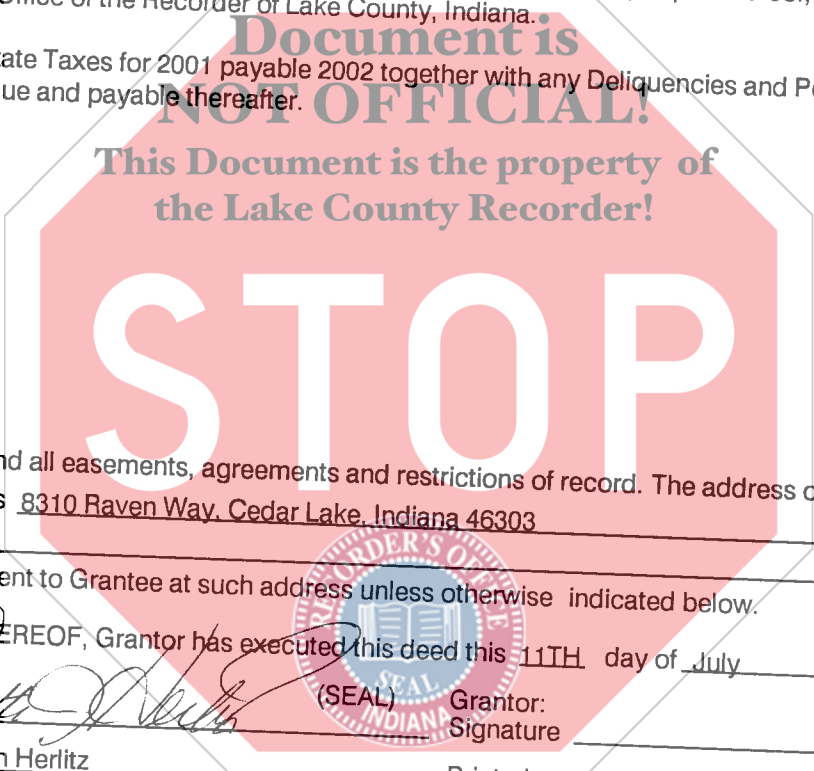 Office of the Recorder of Lake County, Indiana.
Document is
ate Taxes for 2001 payable 2002 together with any Deliquencies and P
ue and payable thereafter.
NOT OFFICIAL!
This Document is the property of
the Lake County Recorder!
STOP
nd all easements, agreements and restrictions of record. The address o
s 8310 Raven Way, Cedar Lake, Indiana 46303
RECORDER'S OFFICE
ent to Grantee at such address unless otherwise indicated below.
EREOF, Grantor has executed this deed this 11TH day of July
SEAL
(SEAL) Grantor:
INDIANA
Signature
n Herlitz